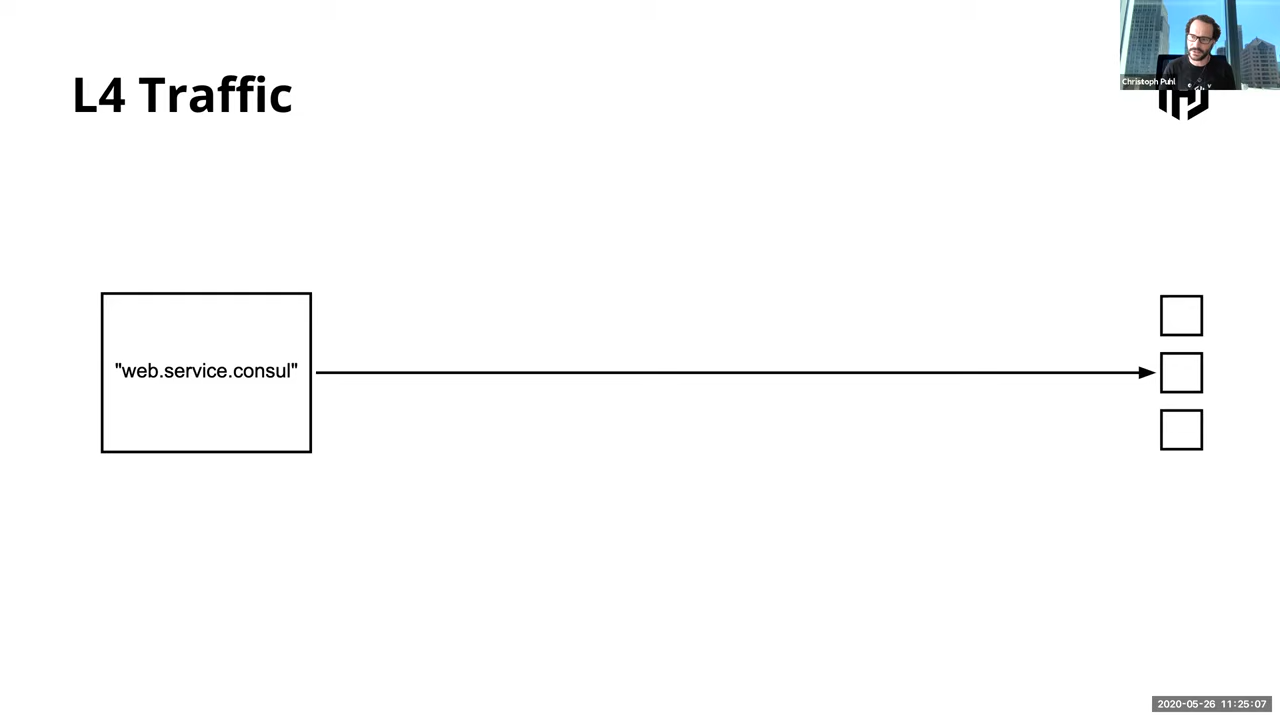 L4 Traffic
Christoph Puhl
"web.service.consul"
2020-05-26 11:25:07